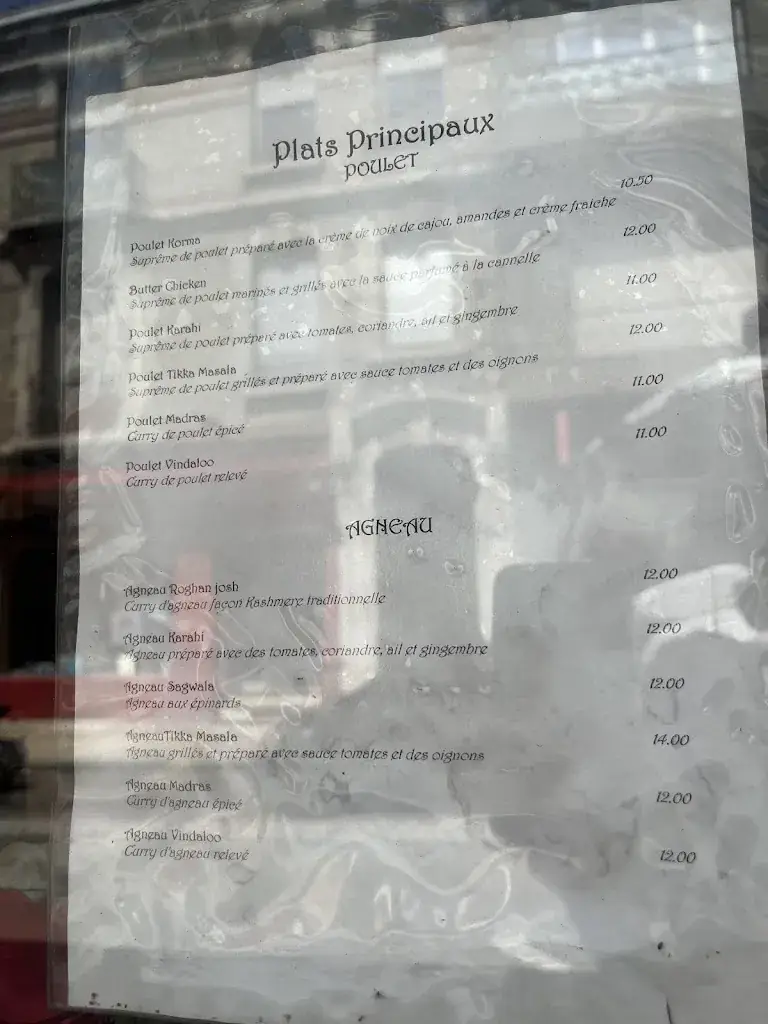 Plats Principaux
POULET
Poulet Korma 10.50
Suprême de poulet préparé avec la crème de noix de cajou, amandes et crème fraiche
Butter Chicken 12.00
Suprême de poulet marinés et grillés avec la sauce parfumé à la cannelle
Poulet Karahi 11.00
Suprême de poulet préparé avec tomates, coriandre, ail et gingembre
Poulet Tikka Masala 12.00
Suprême de poulet grillés et préparé avec sauce tomates et des oignons
Poulet Madras 11.00
Curry de poulet épicé
Poulet Vindaloo 11.00
Curry de poulet relevé
AGNEAU
Agneau Roghan josh 12.00
Curry d'agneau façon Kashmere traditionnelle
Agneau Karahi 12.00
Agneau préparé avec des tomates, coriandre, ail et gingembre
Agneau Sagwala 12.00
Agneau aux épinards
AgneauTikka Masala 14.00
Agneau grillés et préparé avec sauce tomates et des oignons
Agneau Madras 12.00
Curry d'agneau épicé
Agneau Vindaloo 12.00
Curry d'agneau relevé